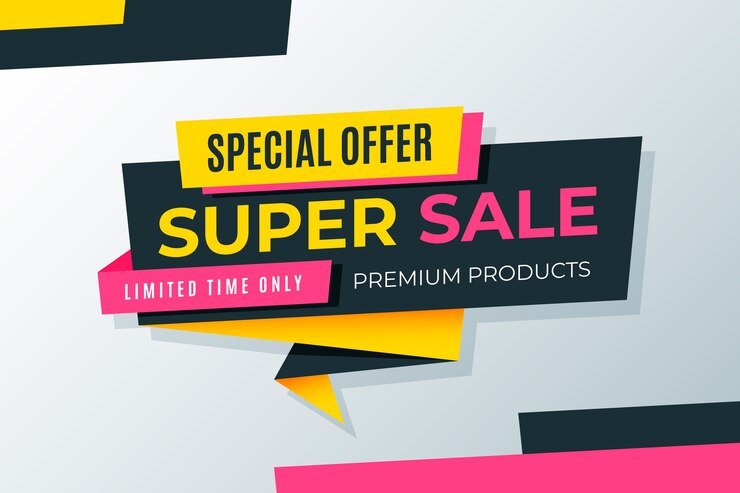 SPECIAL OFFER
SUPER SALE
LIMITED TIME ONLY
PREMIUM PRODUCTS